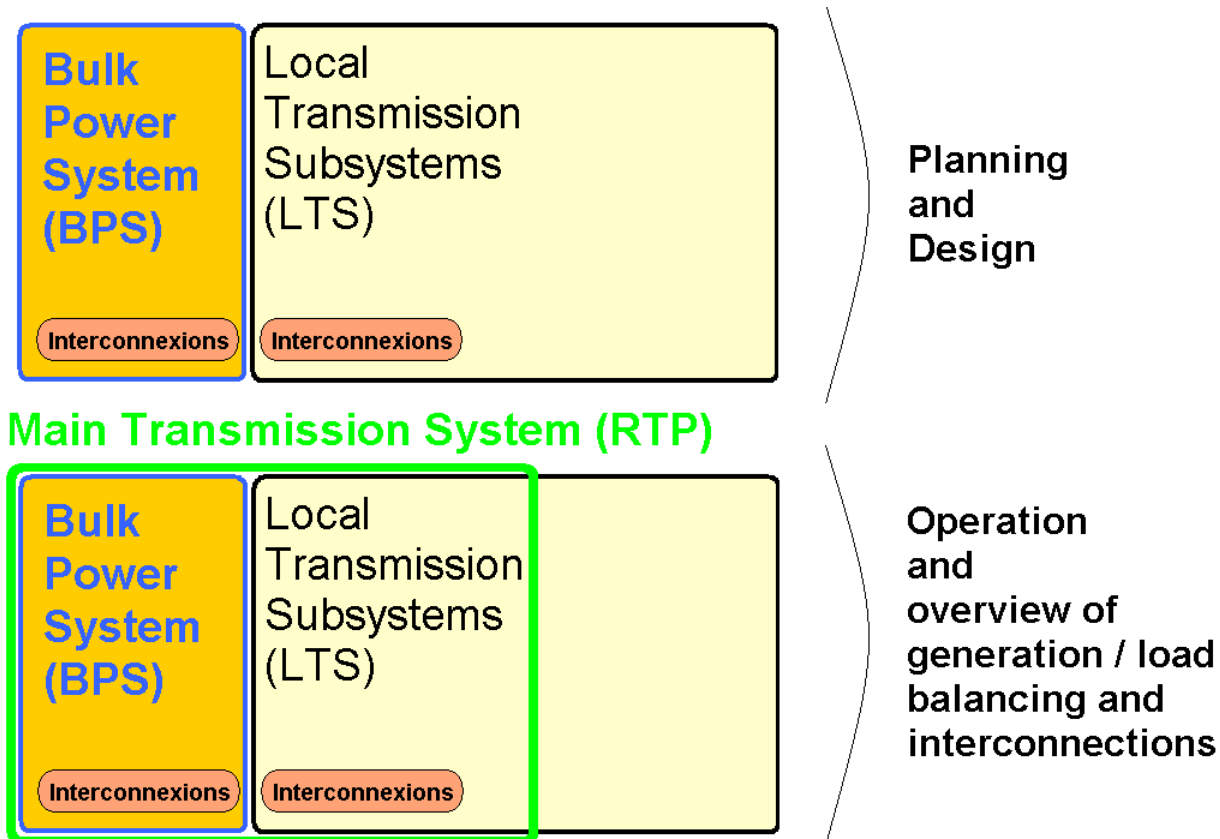 Bulk
Power
System
(BPS)
Interconnexions
Local
Transmission
Subsystems
(LTS)
Interconnexions
Planning
and
Design
Main Transmission System (RTP)
Bulk
Power
System
(BPS)
Interconnexions
Local
Transmission
Subsystems
(LTS)
Interconnexions
Operation
and
overview of
generation / load
balancing and
interconnections